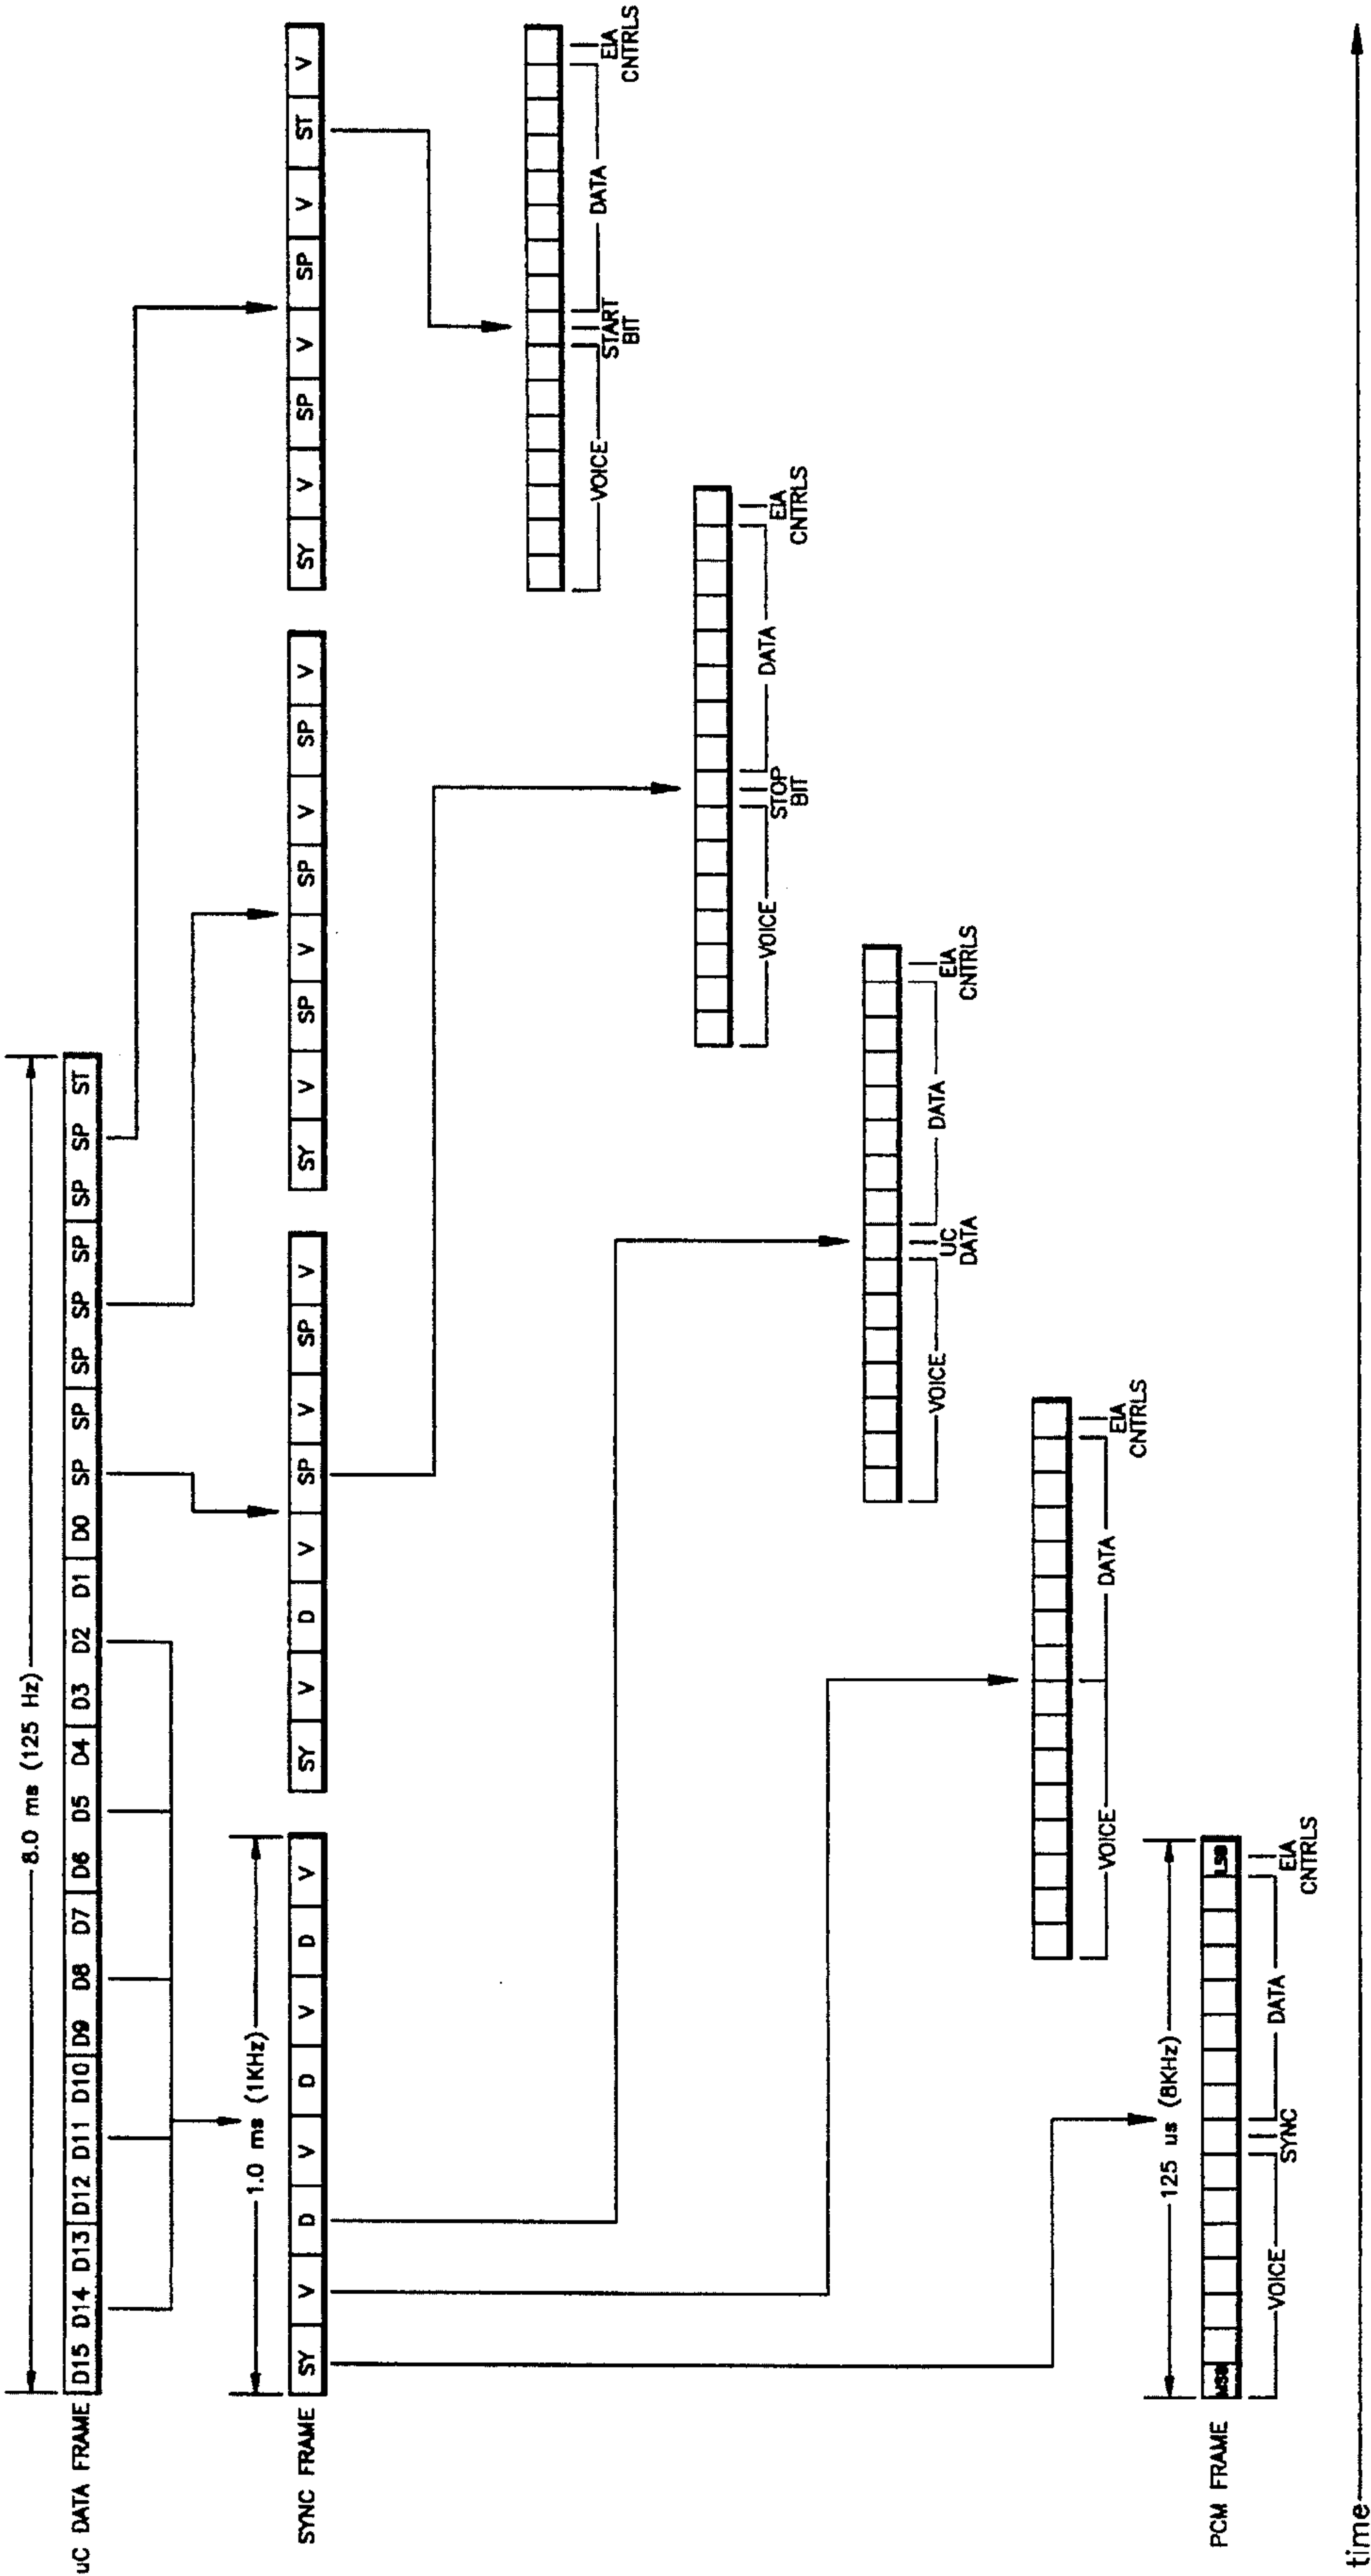 8.0 ms (125 Hz)
uC DATA FRAME D15 D14 D13 D12 D11 D10 D9 D8 D7 D6 D5 D4 D3 D2 D1 D0 SP SP SP SP SP SP SP ST
1.0 ms (1KHz)
SYNC FRAME SY V D V D V D V SY V D V SP V SP V SY V SP V SP V SP V SY V SP V SP V ST V
VOICE START BIT DATA EIA CNTRLS
VOICE STOP BIT DATA EIA CNTRLS
VOICE UC DATA DATA EIA CNTRLS
VOICE DATA EIA CNTRLS
125 us (8KHz)
PCM FRAME MSB LSB
VOICE SYNC DATA EIA CNTRLS
time